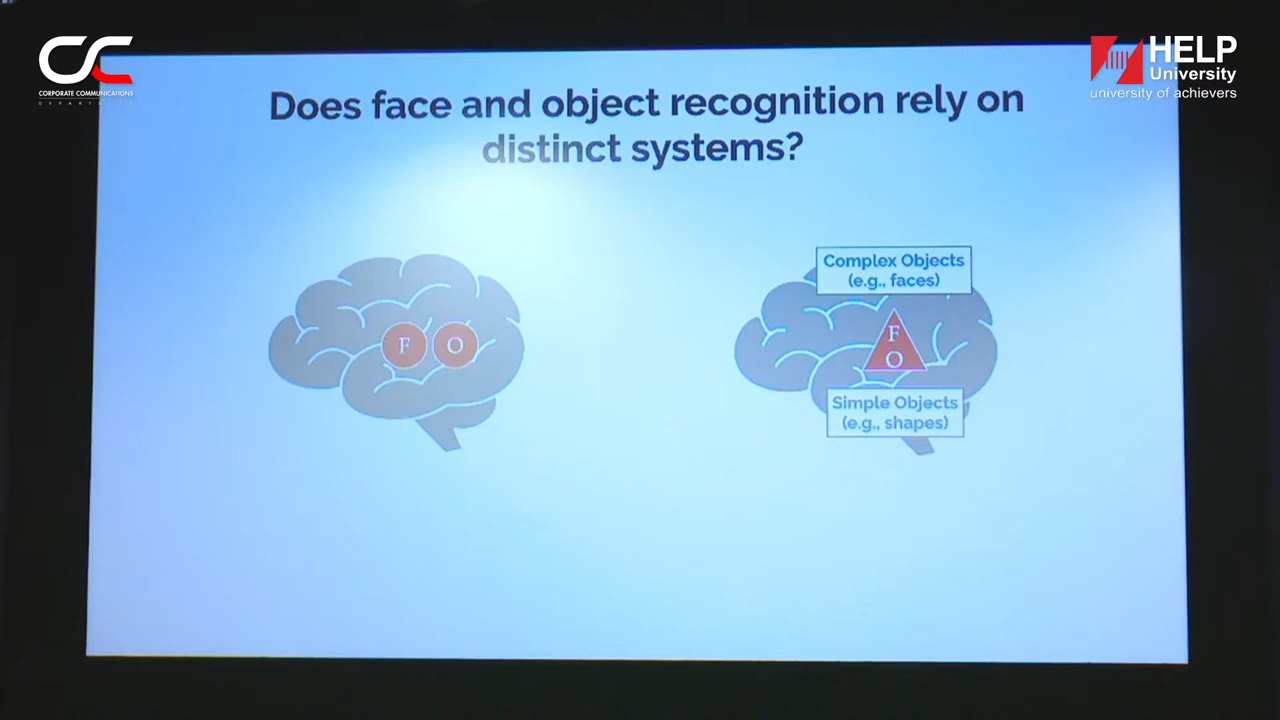 CC
CORPORATE COMMUNICATIONS
HELP
University
university of achievers
Does face and object recognition rely on
distinct systems?
F O
Complex Objects
(e.g., faces)
F
O
Simple Objects
(e.g., shapes)